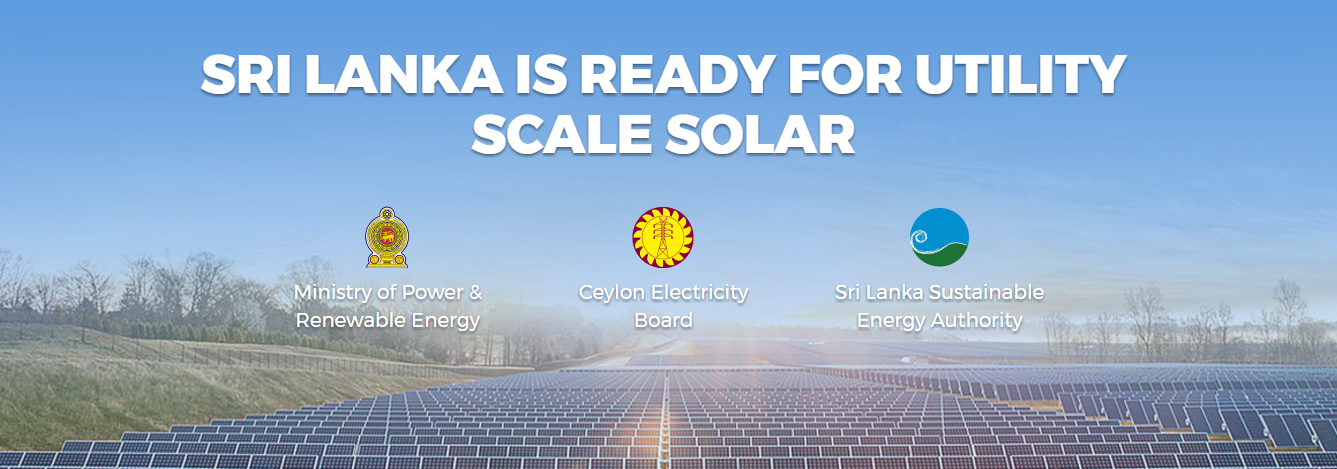 SRI LANKA IS READY FOR UTILITY
SCALE SOLAR
Ministry of Power &
Renewable Energy
Ceylon Electricity
Board
Sri Lanka Sustainable
Energy Authority